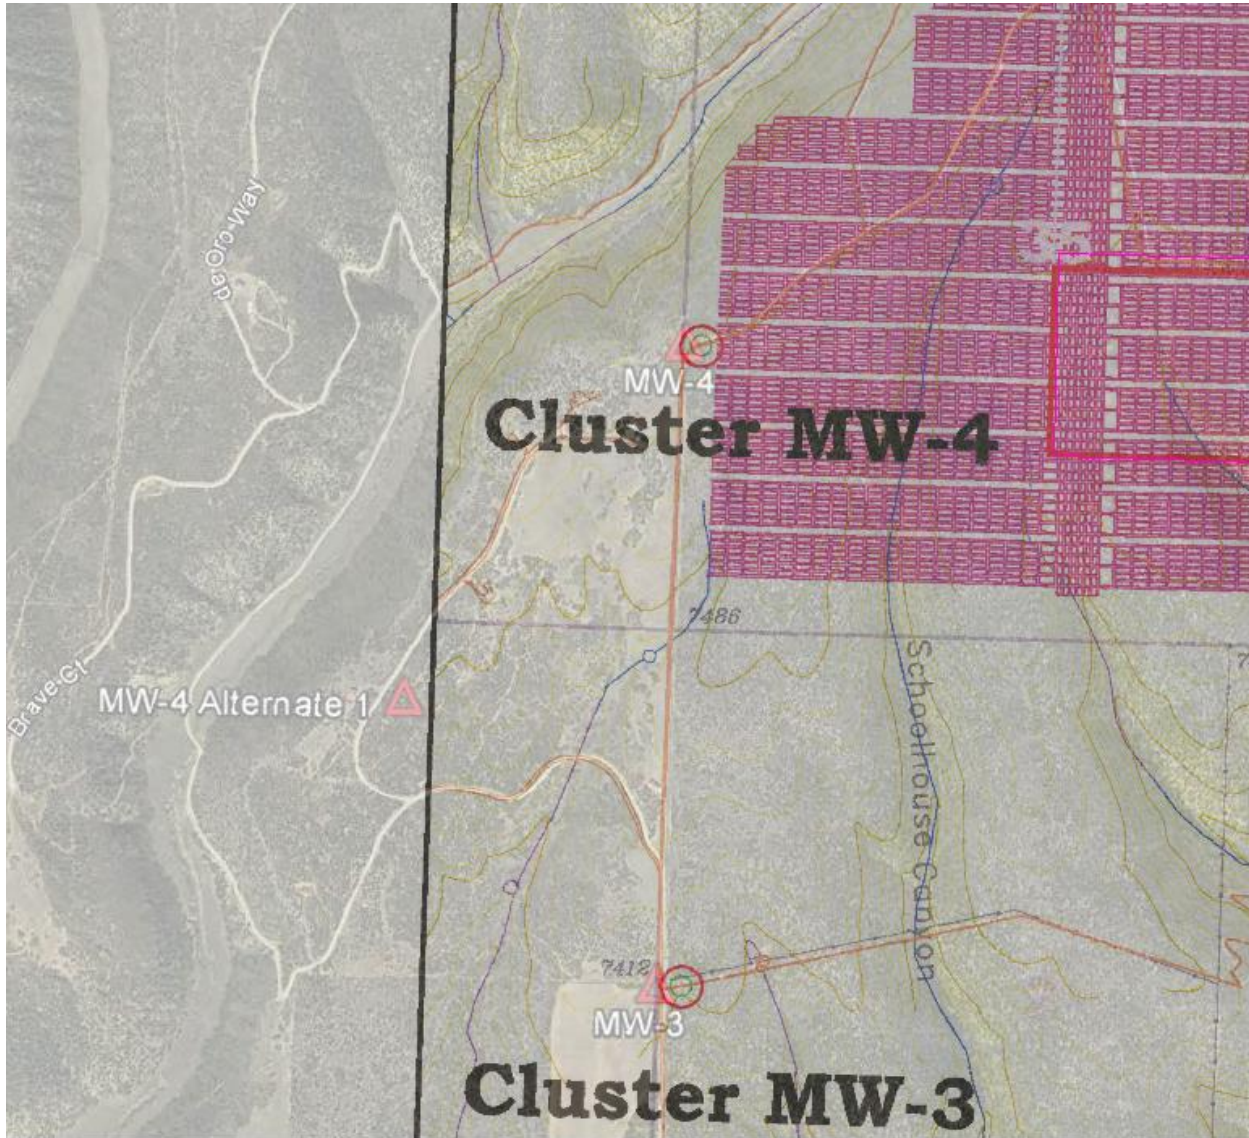 de Oro Way
MW-4
Cluster MW-4
7486
7
Schoolhouse Canyon
Brave Ct
MW-4 Alternate 1
7412
MW-3
Cluster MW-3